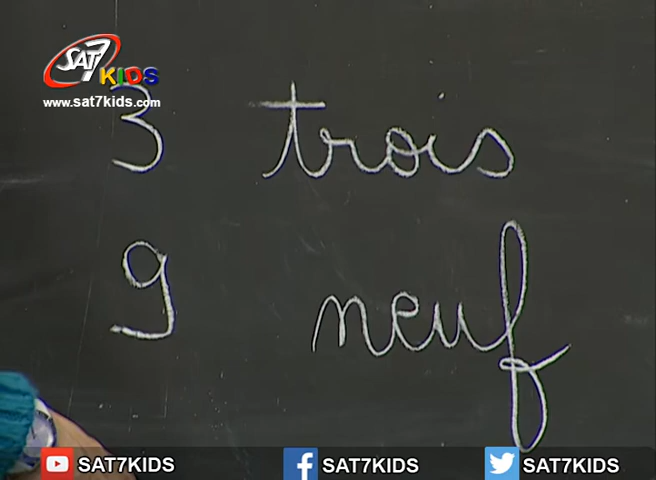 SAT7 KIDS
www.sat7kids.com
3 trois
9 neuf
SAT7KIDS SAT7KIDS SAT7KIDS